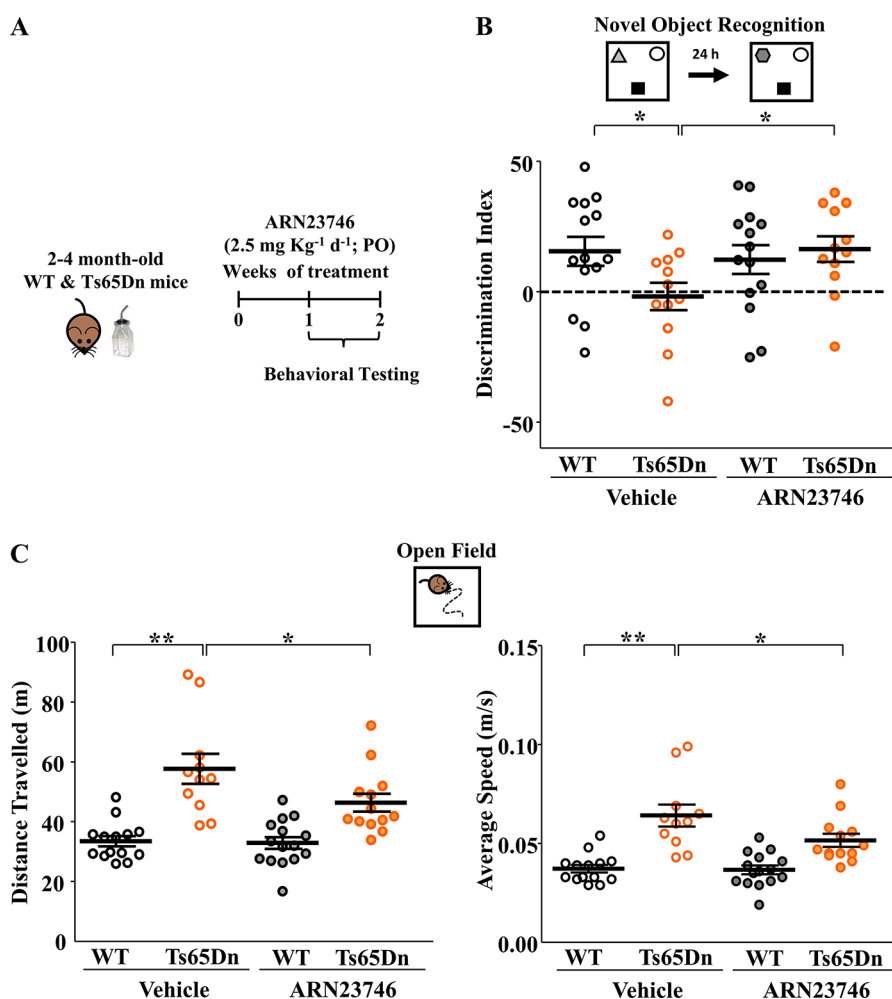 A
2-4 month-old
WT & Ts65Dn mice
ARN23746
(2.5 mg Kg⁻¹ d⁻¹; PO)
Weeks of treatment
0 1 2
Behavioral Testing
B
Novel Object Recognition
24 h
* *
Discrimination Index
50
0
-50
WT Ts65Dn WT Ts65Dn
Vehicle ARN23746
C
Open Field
** *
Distance Travelled (m)
100
80
60
40
20
0
WT Ts65Dn WT Ts65Dn
Vehicle ARN23746
** *
Average Speed (m/s)
0.15
0.10
0.05
0.00
WT Ts65Dn WT Ts65Dn
Vehicle ARN23746